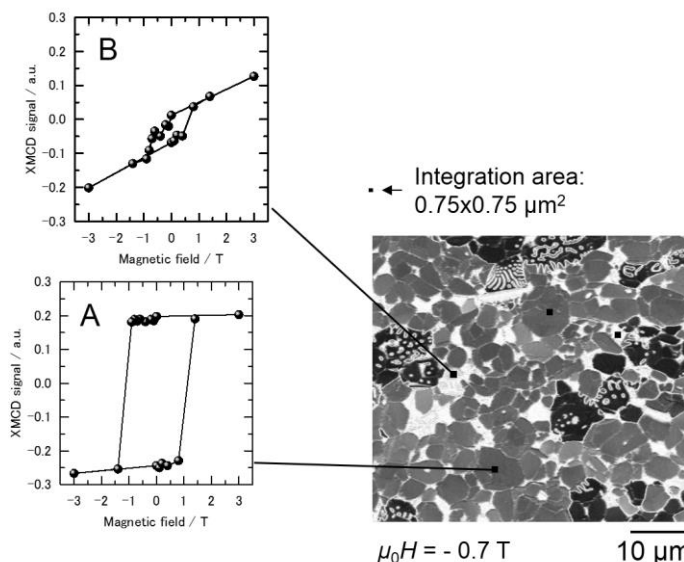 B
XMCD signal / a.u.
0.2
0.1
0.0
-0.1
-0.2
-0.3
-3 -2 -1 0 1 2 3
Magnetic field / T
A
XMCD signal / a.u.
0.3
0.2
0.1
0.0
-0.1
-0.2
-0.3
-3 -2 -1 0 1 2 3
Magnetic field / T
Integration area:
0.75x0.75 µm²
µ₀H = - 0.7 T
10 µm